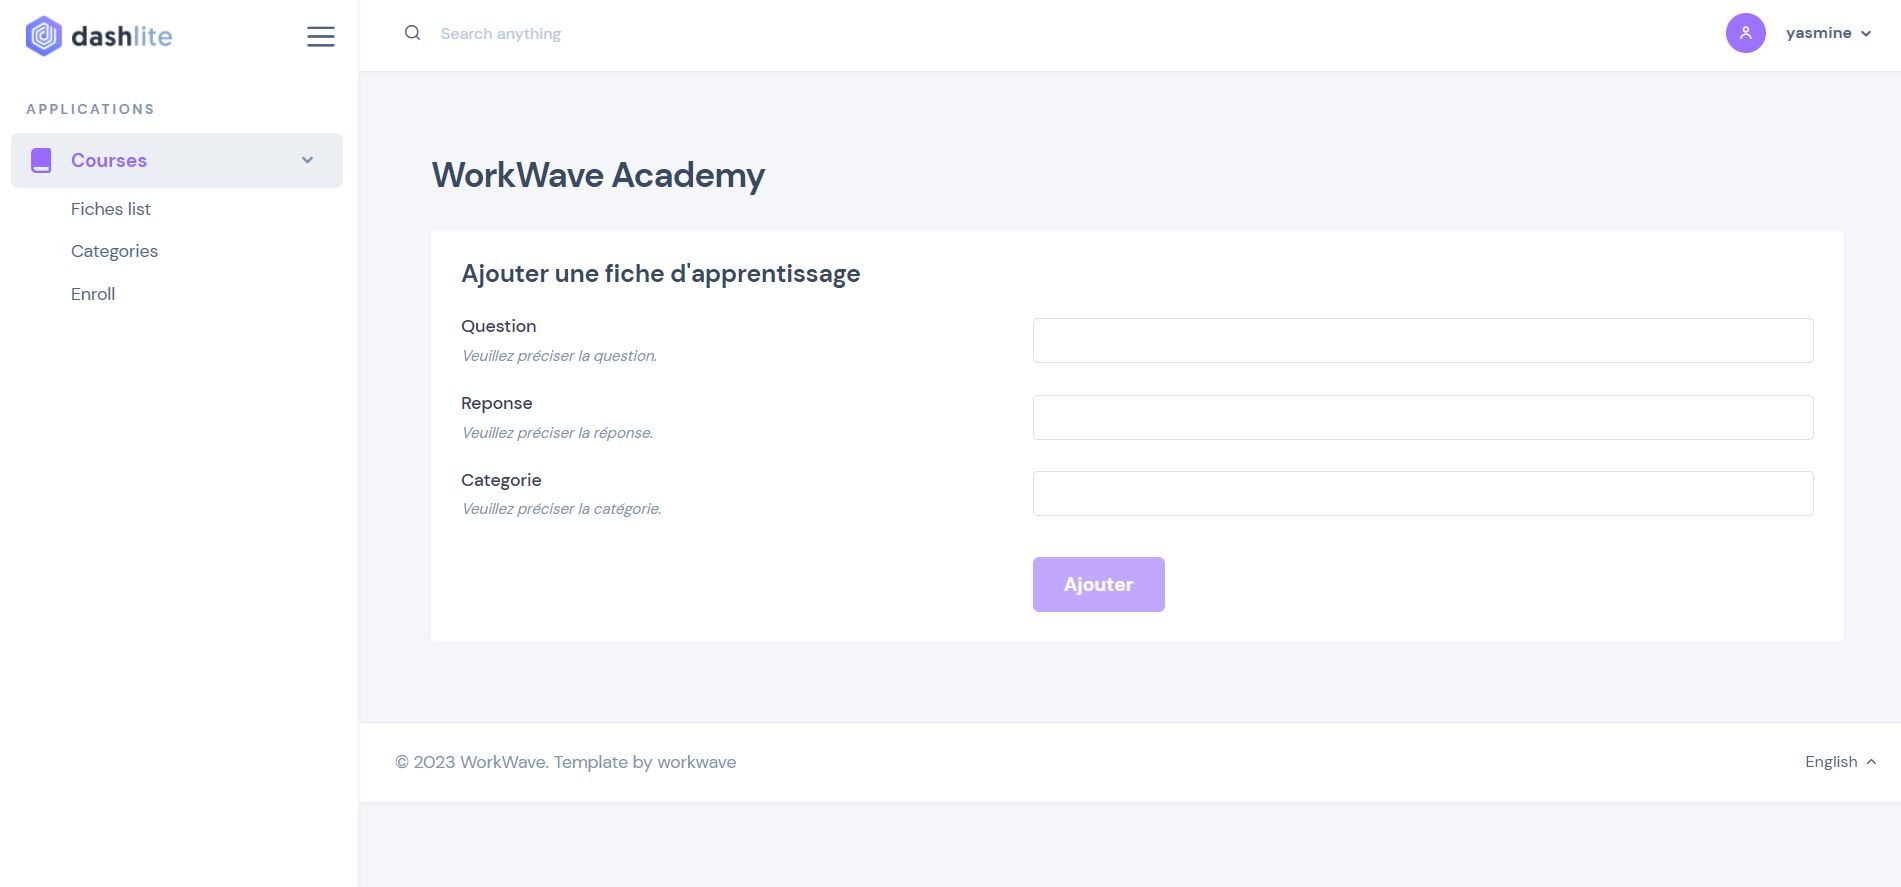 dashlite
Search anything
yasmine
APPLICATIONS
Courses
Fiches list
Categories
Enroll
WorkWave Academy
Ajouter une fiche d'apprentissage
Question
Veuillez préciser la question.
Reponse
Veuillez préciser la réponse.
Categorie
Veuillez préciser la catégorie.
Ajouter
© 2023 WorkWave. Template by workwave
English